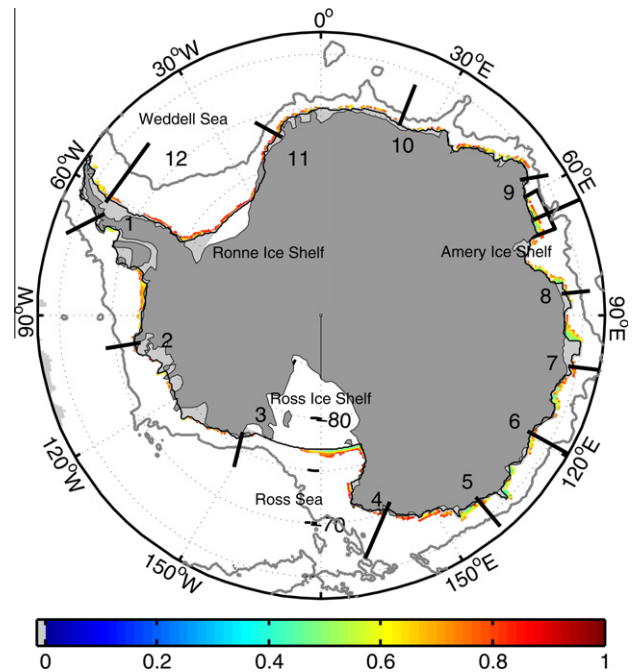 0°
30°W
30°E
Weddell Sea
12
11
10
60°W
60°E
9
1
Ronne Ice Shelf
Amery Ice Shelf
8
90°W
90°E
2
7
Ross Ice Shelf
3
-80
6
120°W
120°E
Ross Sea
5
4
-70
150°W
150°E
0 0.2 0.4 0.6 0.8 1